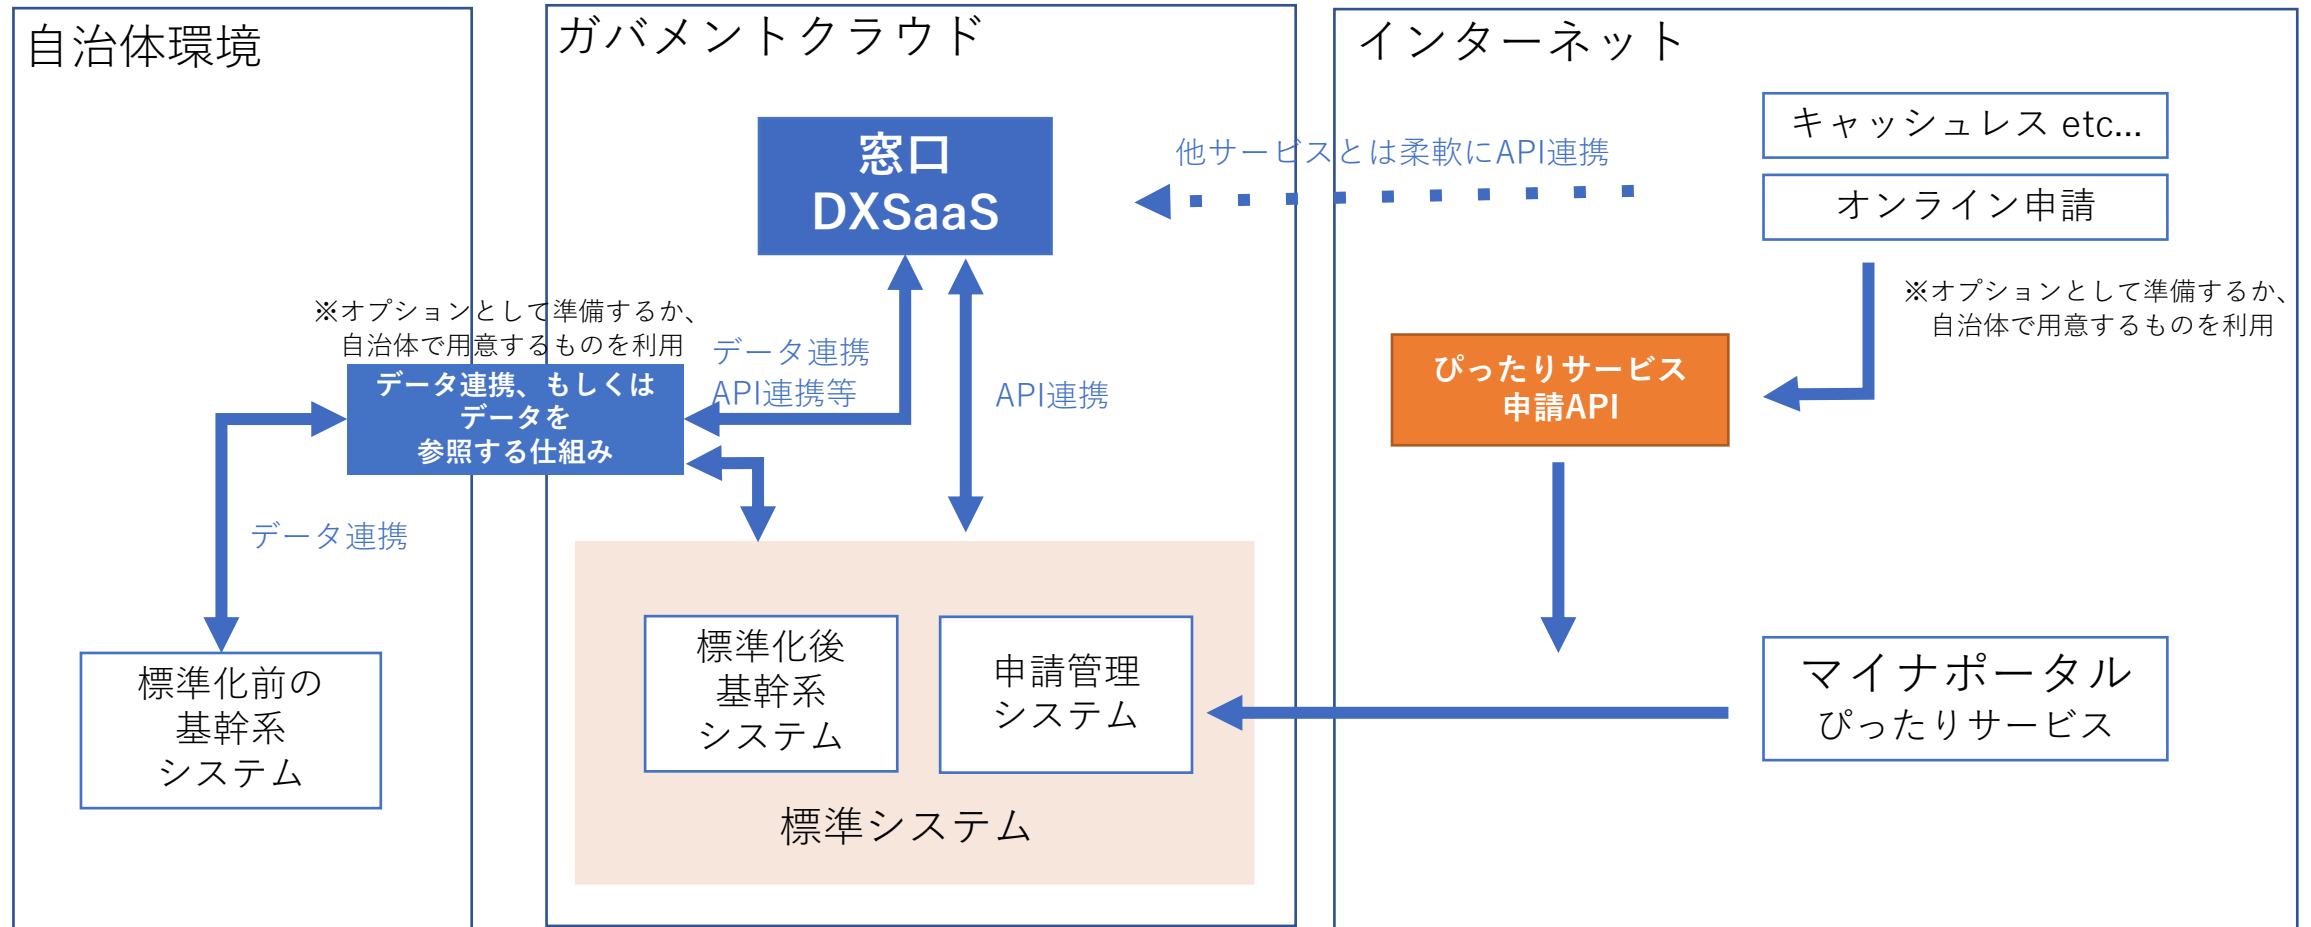 自治体環境
ガバメントクラウド
インターネット
窓口
DXSaaS
他サービスとは柔軟にAPI連携
キャッシュレス etc...
オンライン申請
※オプションとして準備するか、
自治体で用意するものを利用
※オプションとして準備するか、
自治体で用意するものを利用
データ連携、もしくは
データを
参照する仕組み
データ連携
API連携等
API連携
ぴったりサービス
申請API
データ連携
標準化前の
基幹系
システム
標準化後
基幹系
システム
申請管理
システム
標準システム
マイナポータル
ぴったりサービス